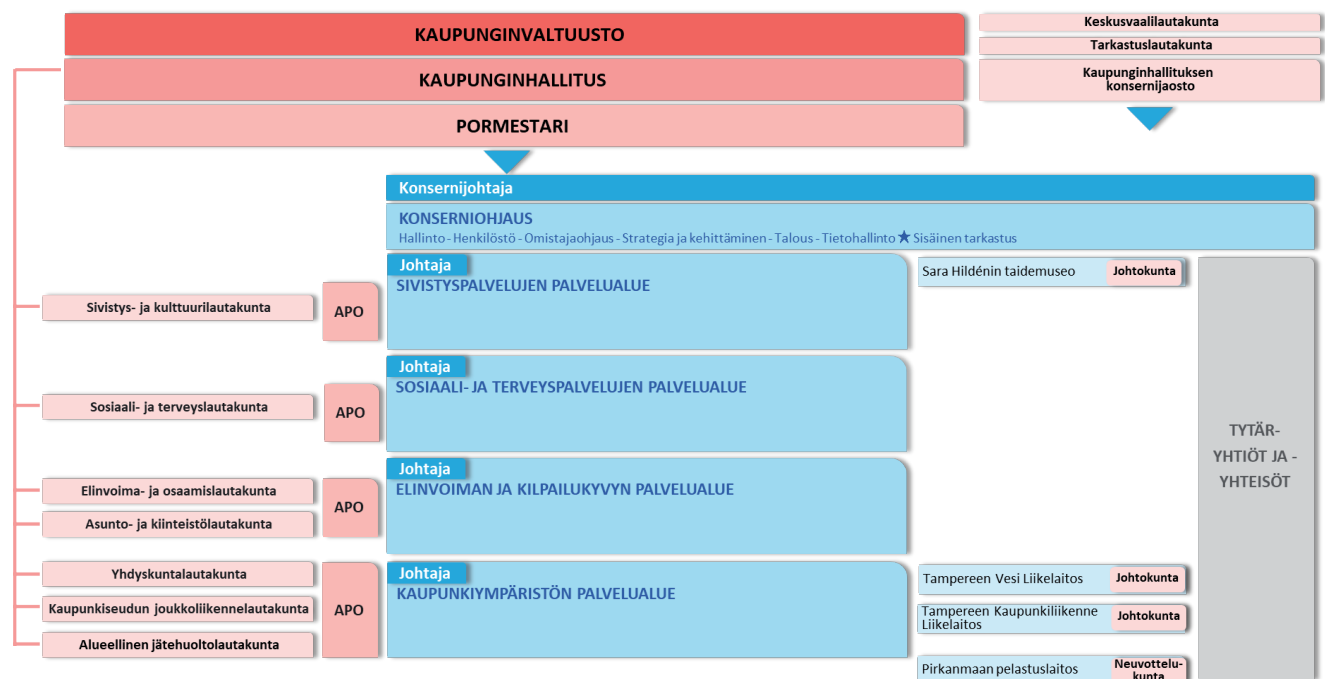 KAUPUNGINVALTUUSTO
KAUPUNGINHALLITUS
PORMESTARI
Keskusvaalilautakunta
Tarkastuslautakunta
Kaupunginhallituksen
konsernijaosto
Konsernijohtaja
KONSERNIOHJAUS
Hallinto - Henkilöstö - Omistajaohjaus - Strategia ja kehittäminen - Talous - Tietohallinto ★ Sisäinen tarkastus
Sivistys- ja kulttuurilautakunta
APO
Johtaja
SIVISTYSPALVELUJEN PALVELUALUE
Sara Hildénin taidemuseo
Johtokunta
Sosiaali- ja terveyslautakunta
APO
Johtaja
SOSIAALI- JA TERVEYSPALVELUJEN PALVELUALUE
Elinvoima- ja osaamislautakunta
Asunto- ja kiinteistölautakunta
APO
Johtaja
ELINVOIMAN JA KILPAILUKYVYN PALVELUALUE
Yhdyskuntalautakunta
Kaupunkiseudun joukkoliikennelautakunta
Alueellinen jätehuoltolautakunta
APO
Johtaja
KAUPUNKIYMPÄRISTÖN PALVELUALUE
Tampereen Vesi Liikelaitos
Johtokunta
Tampereen Kaupunkiliikenne
Liikelaitos
Johtokunta
Pirkanmaan pelastuslaitos
Neuvottelu-
kunta
TYTÄR-
YHTIÖT JA -
YHTEISÖT